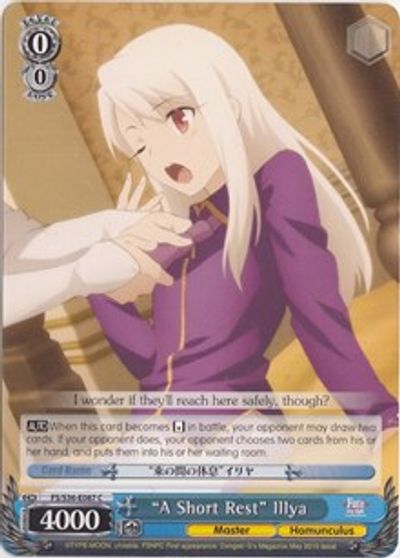 0
0
I wonder if they'll reach here safely, though?
AUTO When this card becomes [ ] in battle, your opponent may draw two
cards. If your opponent does, your opponent chooses two cards from his or
her hand, and puts them into his or her waiting room.
Card Name
"束の間の休息" イリヤ
FS/S36-E087 C
4000
"A Short Rest" Illya
Fate
Master
Homunculus